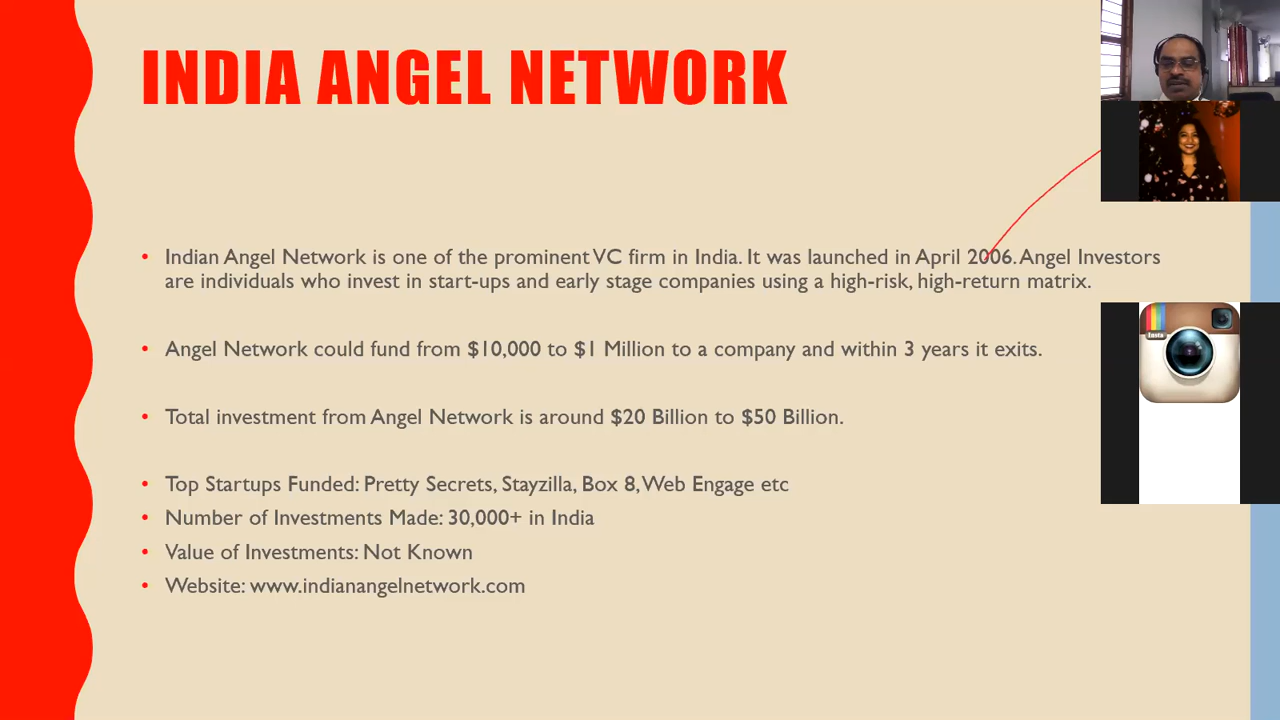 INDIA ANGEL NETWORK
• Indian Angel Network is one of the prominent VC firm in India. It was launched in April 2006. Angel Investors
are individuals who invest in start-ups and early stage companies using a high-risk, high-return matrix.
• Angel Network could fund from $10,000 to $1 Million to a company and within 3 years it exits.
• Total investment from Angel Network is around $20 Billion to $50 Billion.
• Top Startups Funded: Pretty Secrets, Stayzilla, Box 8, Web Engage etc
• Number of Investments Made: 30,000+ in India
• Value of Investments: Not Known
• Website: www.indianangelnetwork.com
Insta